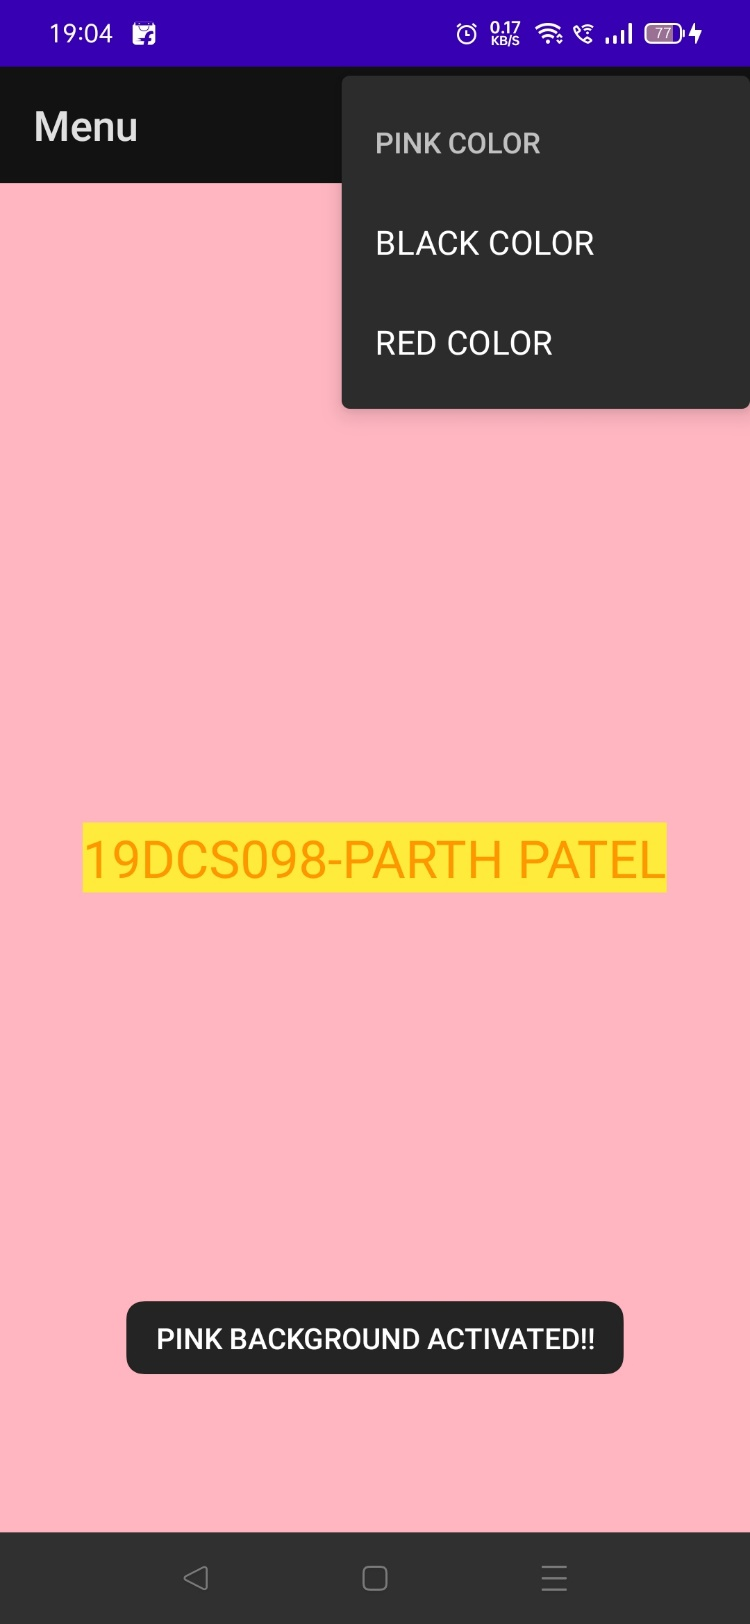 19:04
0.17
KB/S
77
Menu
PINK COLOR
BLACK COLOR
RED COLOR
19DCS098-PARTH PATEL
PINK BACKGROUND ACTIVATED!!